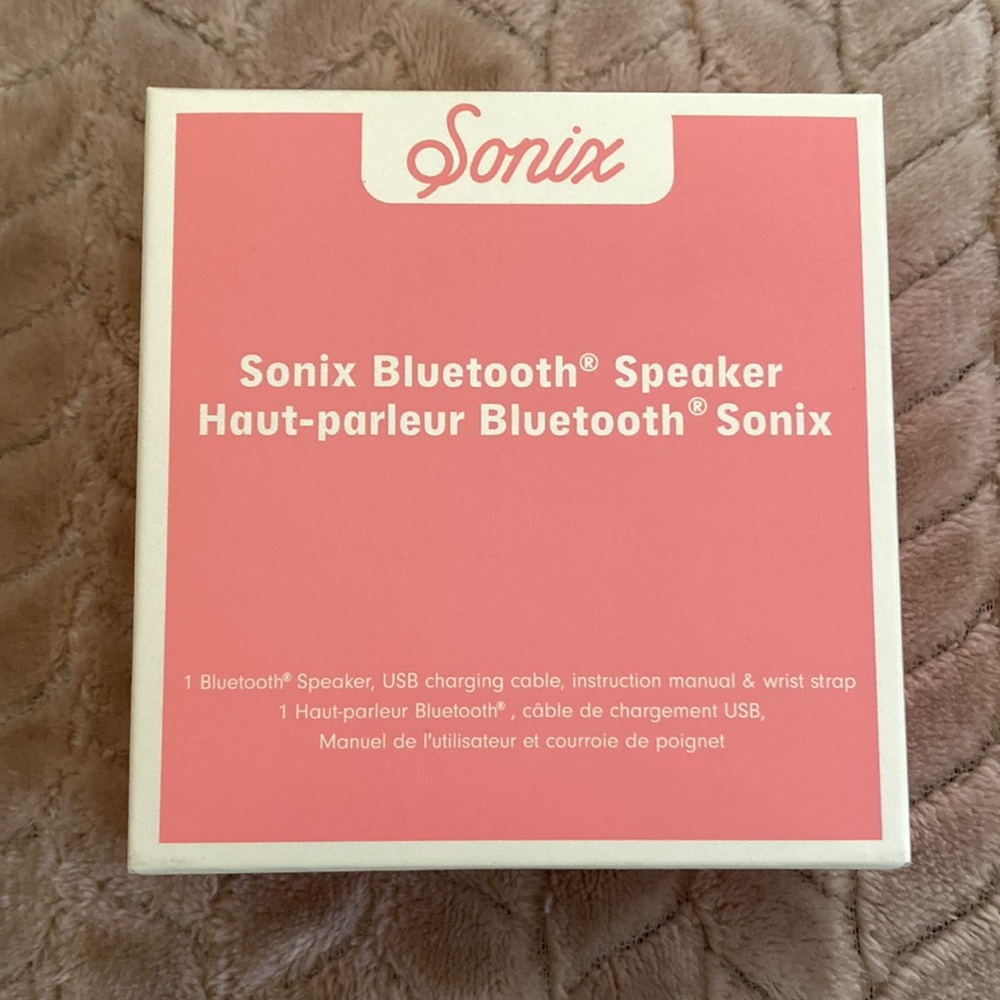 Sonix
Sonix Bluetooth® Speaker
Haut-parleur Bluetooth® Sonix
1 Bluetooth® Speaker, USB charging cable, instruction manual & wrist strap
1 Haut-parleur Bluetooth® , câble de chargement USB,
Manuel de l'utilisateur et courroie de poignet